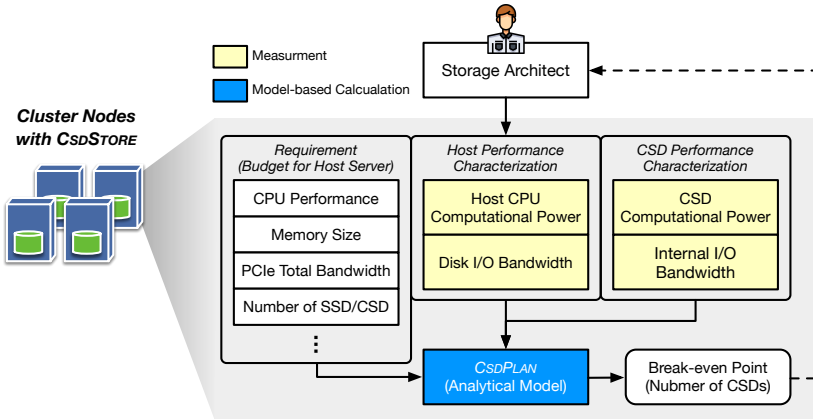 Measurment
Model-based Calcualation
Storage Architect
Cluster Nodes
with CSDSTORE
Requirement
(Budget for Host Server)
CPU Performance
Memory Size
PCIe Total Bandwidth
Number of SSD/CSD
⋮
Host Performance
Characterization
Host CPU
Computational Power
Disk I/O Bandwidth
CSD Performance
Characterization
CSD
Computational Power
Internal I/O
Bandwidth
CSDPLAN
(Analytical Model)
Break-even Point
(Nubmer of CSDs)